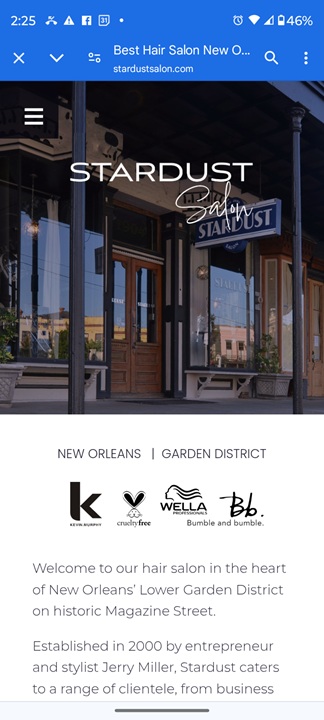 2:25
31
46%
Best Hair Salon New O...
stardustsalon.com
STARDUST
Salon
STARDUST
NEW ORLEANS | GARDEN DISTRICT
k
KEVIN.MURPHY
crueltyfree
WELLA
PROFESSIONALS
Bb.
Bumble and bumble.
Welcome to our hair salon in the heart
of New Orleans' Lower Garden District
on historic Magazine Street.
Established in 2000 by entrepreneur
and stylist Jerry Miller, Stardust caters
to a range of clientele, from business